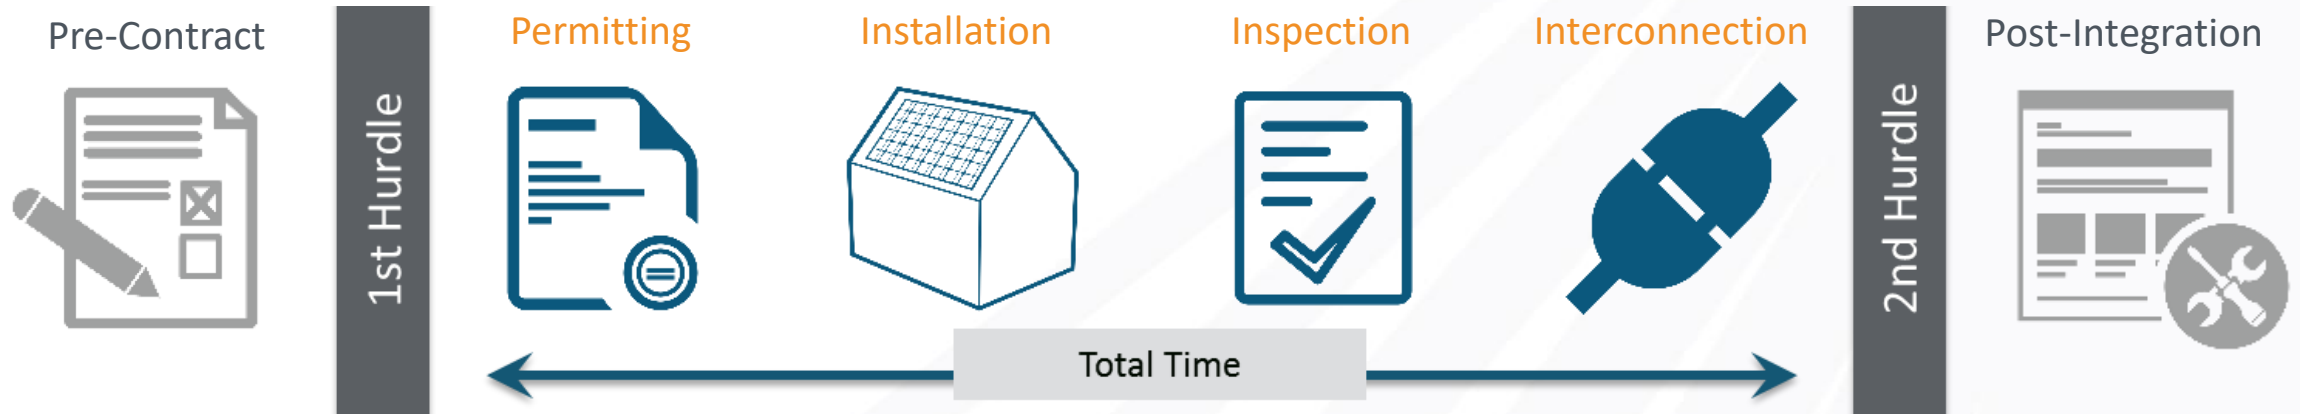 Pre-Contract
1st Hurdle
Permitting
Installation
Inspection
Interconnection
2nd Hurdle
Post-Integration
Total Time